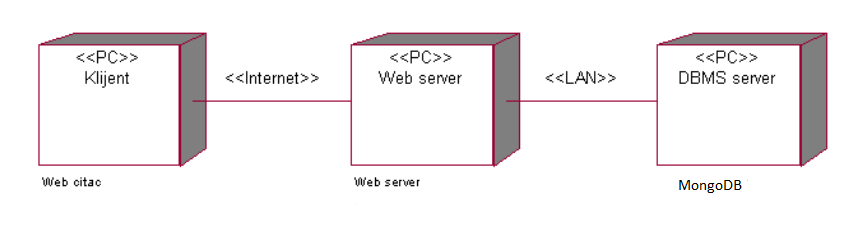 <<PC>>
Klijent
<<Internet>>
<<PC>>
Web server
<<LAN>>
<<PC>>
DBMS server
Web citac
Web server
MongoDB